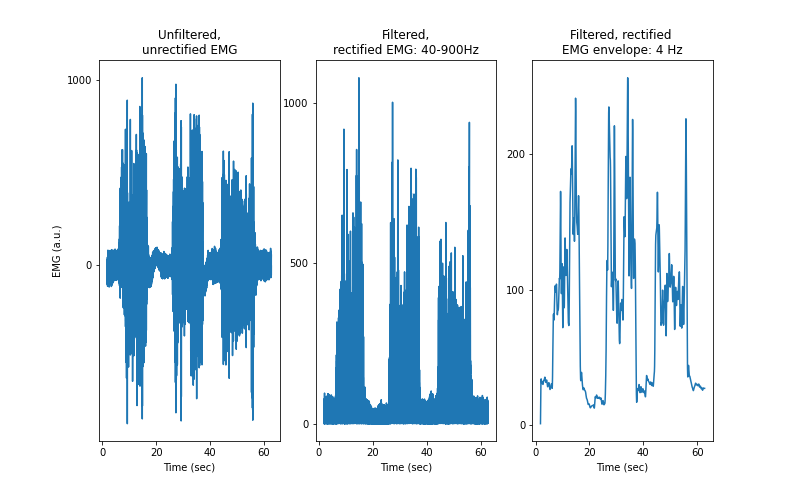 Unfiltered,
unrectified EMG
EMG (a.u.)
1000
0
0
20
40
60
Time (sec)
Filtered,
rectified EMG: 40-900Hz
1000
500
0
0
20
40
60
Time (sec)
Filtered, rectified
EMG envelope: 4 Hz
200
100
0
0
20
40
60
Time (sec)